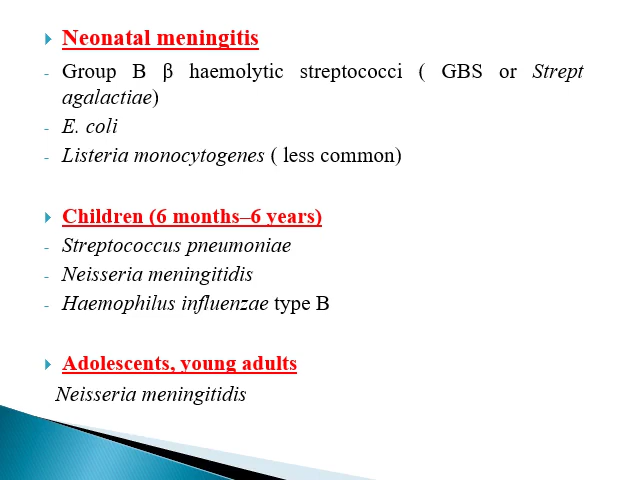 Neonatal meningitis
- Group B β haemolytic streptococci ( GBS or Strept
agalactiae)
- E. coli
- Listeria monocytogenes ( less common)
Children (6 months–6 years)
- Streptococcus pneumoniae
- Neisseria meningitidis
- Haemophilus influenzae type B
Adolescents, young adults
Neisseria meningitidis